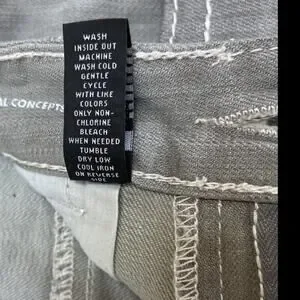 WASH
INSIDE OUT
MACHINE
WASH COLD
GENTLE
CYCLE
WITH LIKE
COLORS
ONLY NON-
CHLORINE
BLEACH
WHEN NEEDED
TUMBLE
DRY LOW
COOL IRON
ON REVERSE
SIDE
AL CONCEPTS